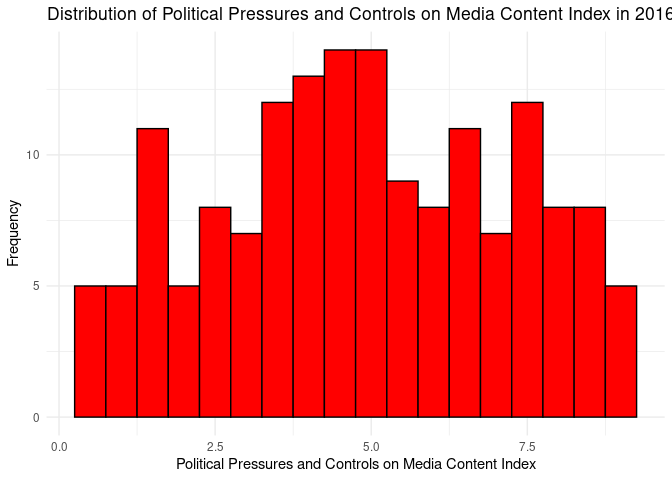 Distribution of Political Pressures and Controls on Media Content Index in 2016
Frequency
10
5
0
0.0 2.5 5.0 7.5
Political Pressures and Controls on Media Content Index